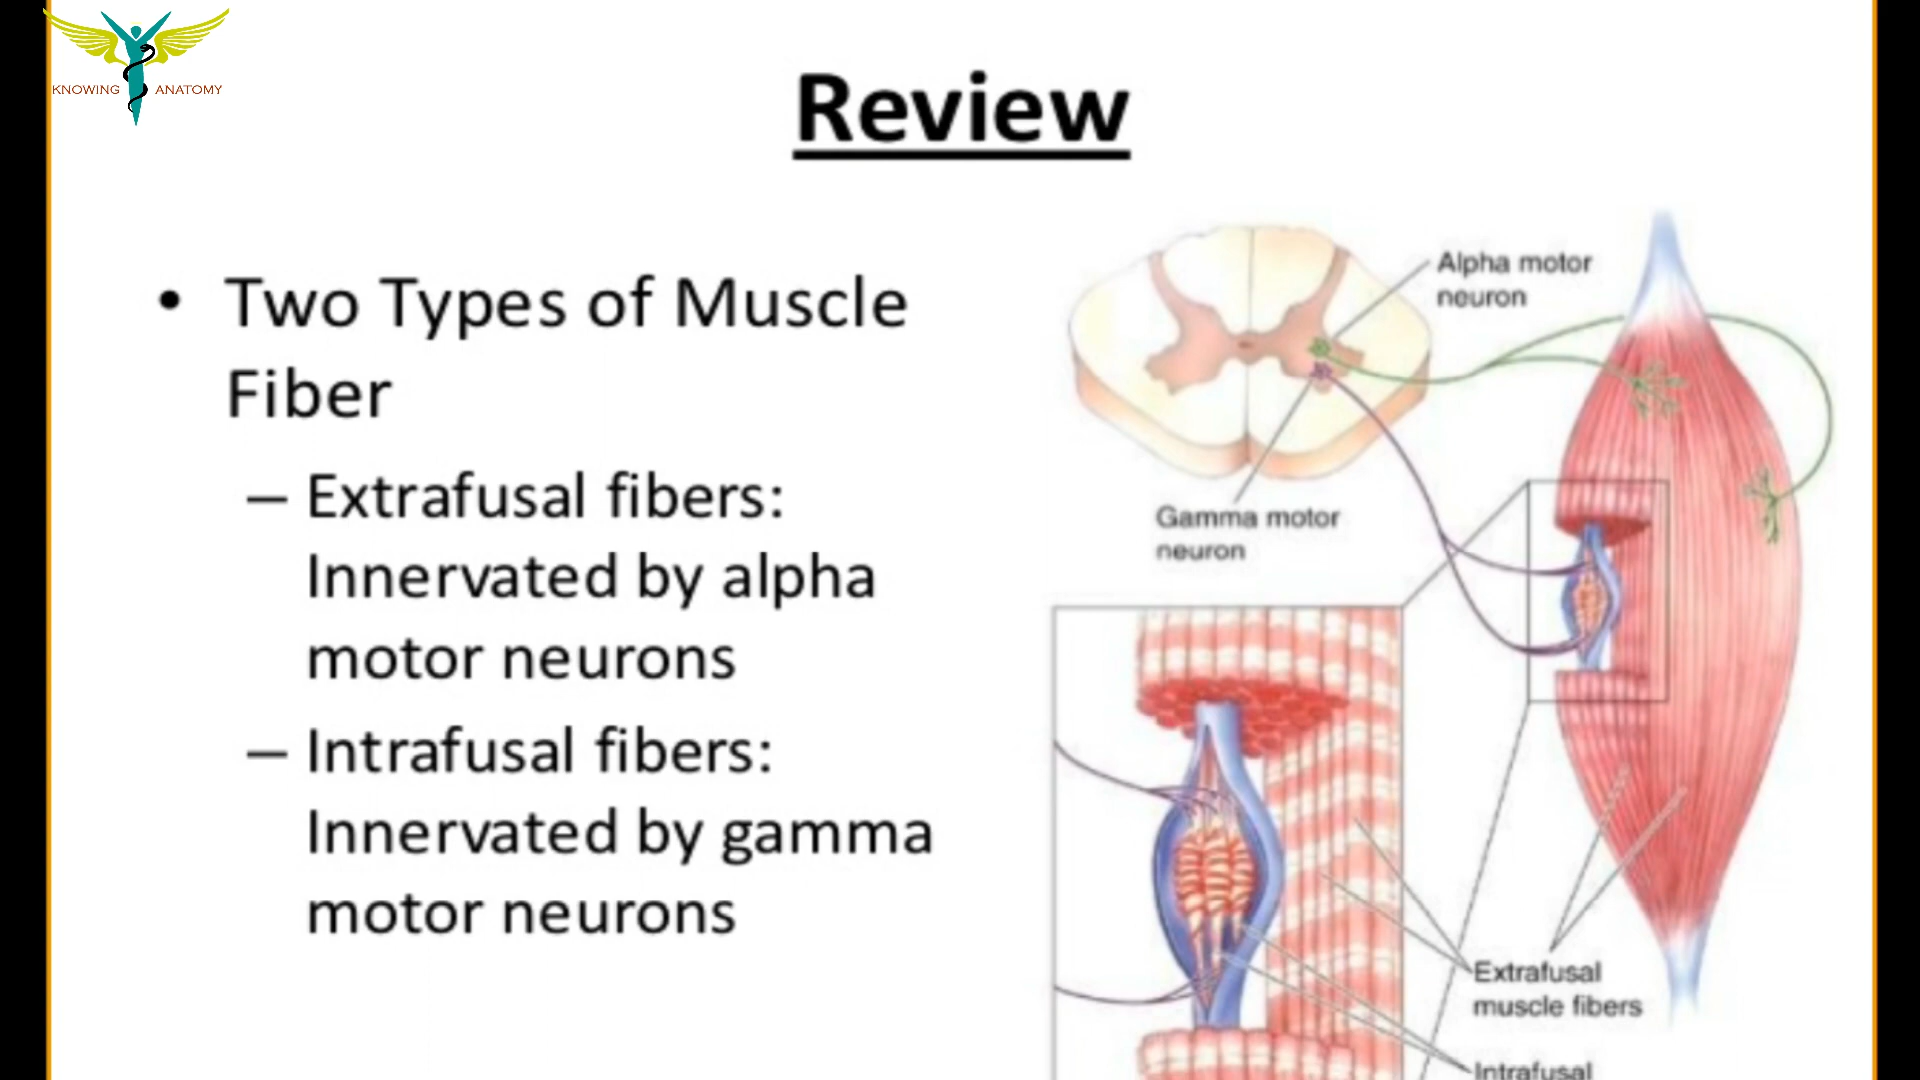 KNOWING ANATOMY
Review
• Two Types of Muscle
Fiber
– Extrafusal fibers:
Innervated by alpha
motor neurons
– Intrafusal fibers:
Innervated by gamma
motor neurons
Alpha motor
neuron
Gamma motor
neuron
Extrafusal
muscle fibers
Intrafusal